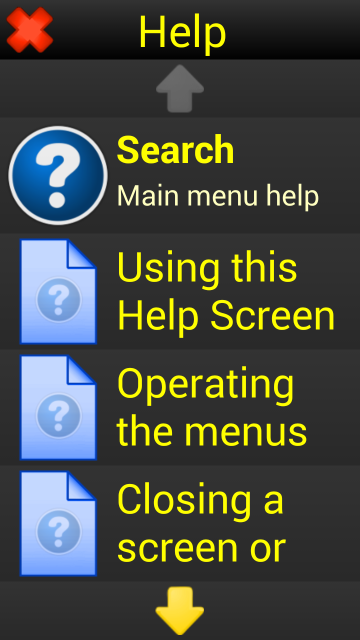 Help
Search
Main menu help
Using this
Help Screen
Operating
the menus
Closing a
screen or